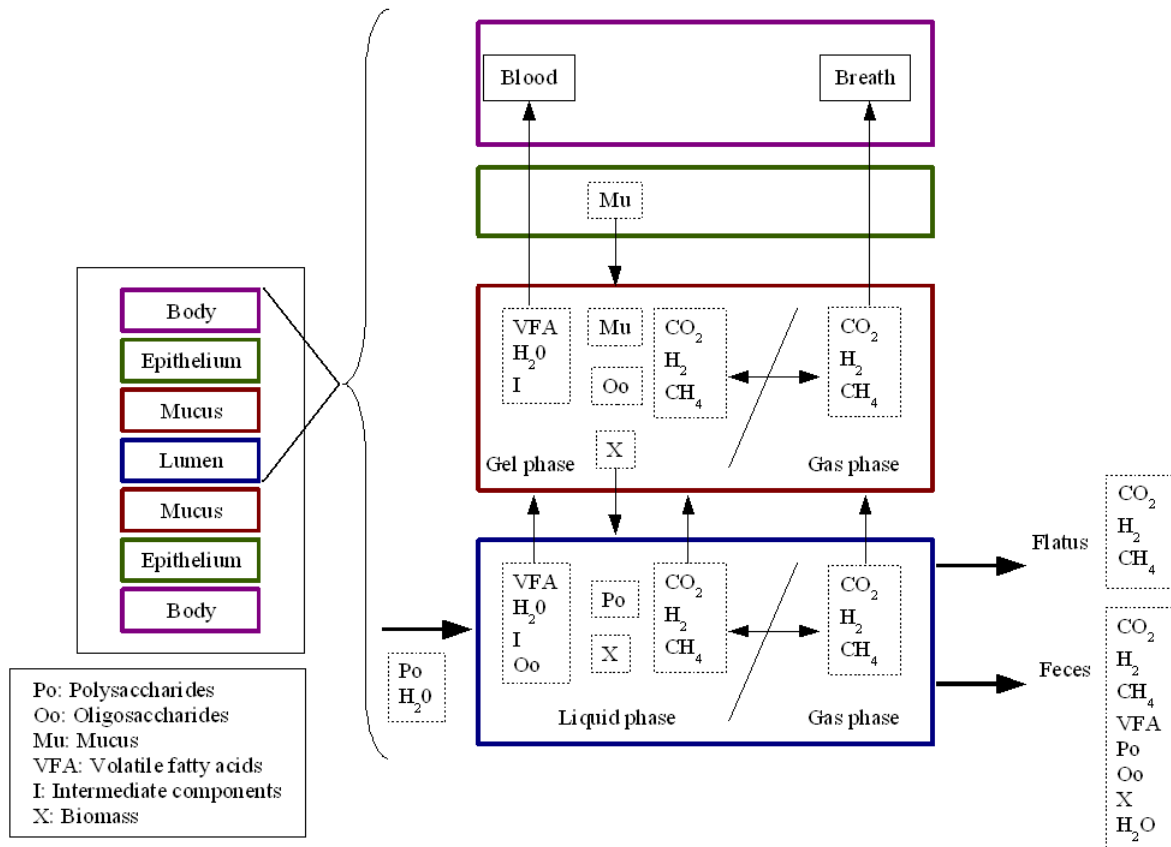 Blood
Breath
Mu
Body
Epithelium
Mucus
Lumen
Mucus
Epithelium
Body
VFA
H₂0
I
Mu
Oo
X
CO₂
H₂
CH₄
CO₂
H₂
CH₄
Gel phase
Gas phase
Po
H₂0
VFA
H₂0
I
Oo
Po
X
CO₂
H₂
CH₄
CO₂
H₂
CH₄
Liquid phase
Gas phase
Flatus
CO₂
H₂
CH₄
Feces
CO₂
H₂
CH₄
VFA
Po
Oo
X
H₂O
Po: Polysaccharides
Oo: Oligosaccharides
Mu: Mucus
VFA: Volatile fatty acids
I: Intermediate components
X: Biomass